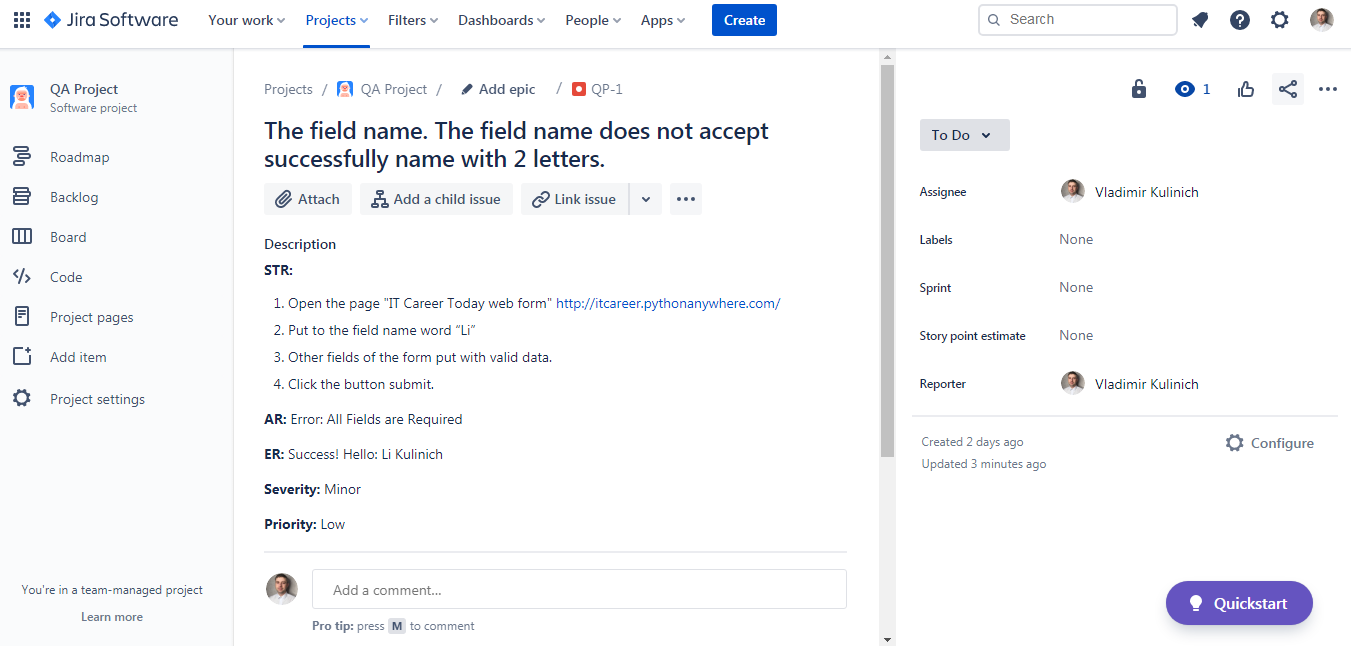 Jira Software Your work Projects Filters Dashboards People Apps Create Search
QA Project
Software project
Roadmap
Backlog
Board
Code
Project pages
Add item
Project settings
You're in a team-managed project
Learn more
Projects / QA Project / Add epic / QP-1
The field name. The field name does not accept
successfully name with 2 letters.
Attach Add a child issue Link issue
Description
STR:
1. Open the page "IT Career Today web form" http://itcareer.pythonanywhere.com/
2. Put to the field name word “Li”
3. Other fields of the form put with valid data.
4. Click the button submit.
AR: Error: All Fields are Required
ER: Success! Hello: Li Kulinich
Severity: Minor
Priority: Low
Add a comment...
Pro tip: press M to comment
1
To Do
Assignee Vladimir Kulinich
Labels None
Sprint None
Story point estimate None
Reporter Vladimir Kulinich
Created 2 days ago Configure
Updated 3 minutes ago
Quickstart